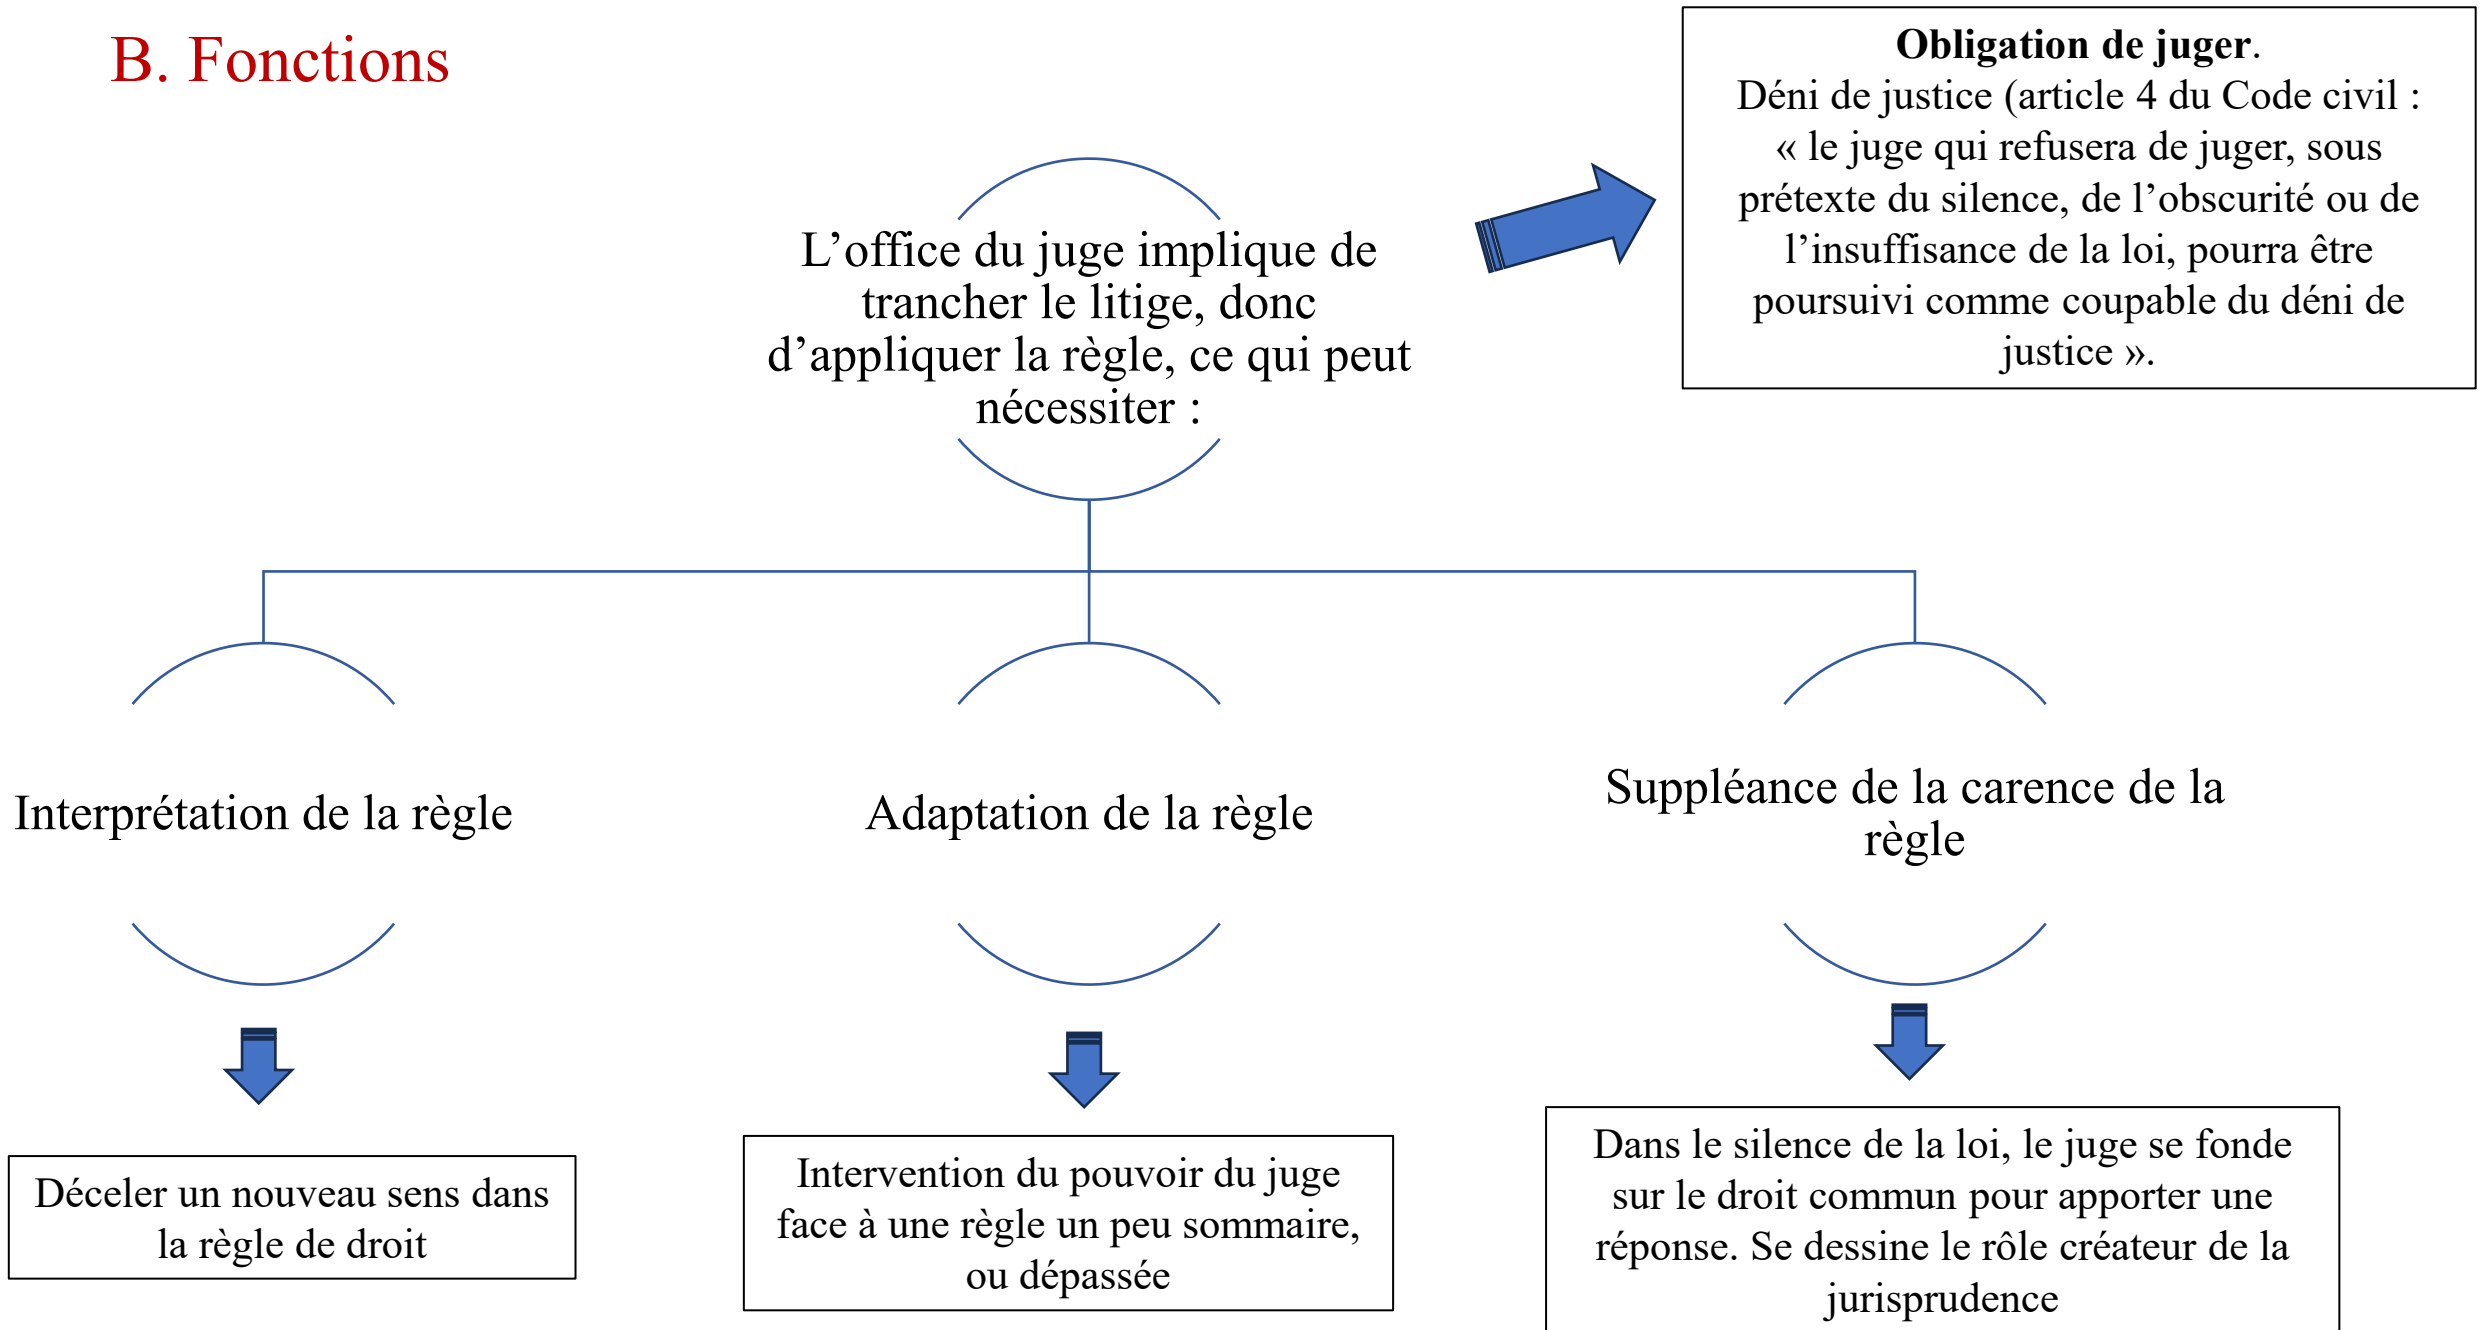 B. Fonctions
Obligation de juger.
Déni de justice (article 4 du Code civil :
« le juge qui refusera de juger, sous
prétexte du silence, de l’obscurité ou de
l’insuffisance de la loi, pourra être
poursuivi comme coupable du déni de
justice ».
L’office du juge implique de
trancher le litige, donc
d’appliquer la règle, ce qui peut
nécessiter :
Interprétation de la règle
Adaptation de la règle
Suppléance de la carence de la
règle
Déceler un nouveau sens dans
la règle de droit
Intervention du pouvoir du juge
face à une règle un peu sommaire,
ou dépassée
Dans le silence de la loi, le juge se fonde
sur le droit commun pour apporter une
réponse. Se dessine le rôle créateur de la
jurisprudence